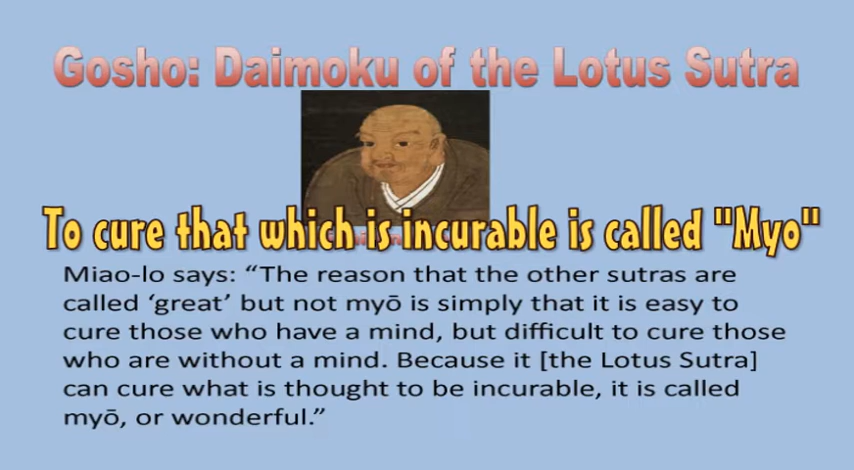 Gosho: Daimoku of the Lotus Sutra
To cure that which is incurable is called "Myo"
Miao-lo says: “The reason that the other sutras are
called ‘great’ but not myō is simply that it is easy to
cure those who have a mind, but difficult to cure those
who are without a mind. Because it [the Lotus Sutra]
can cure what is thought to be incurable, it is called
myō, or wonderful.”